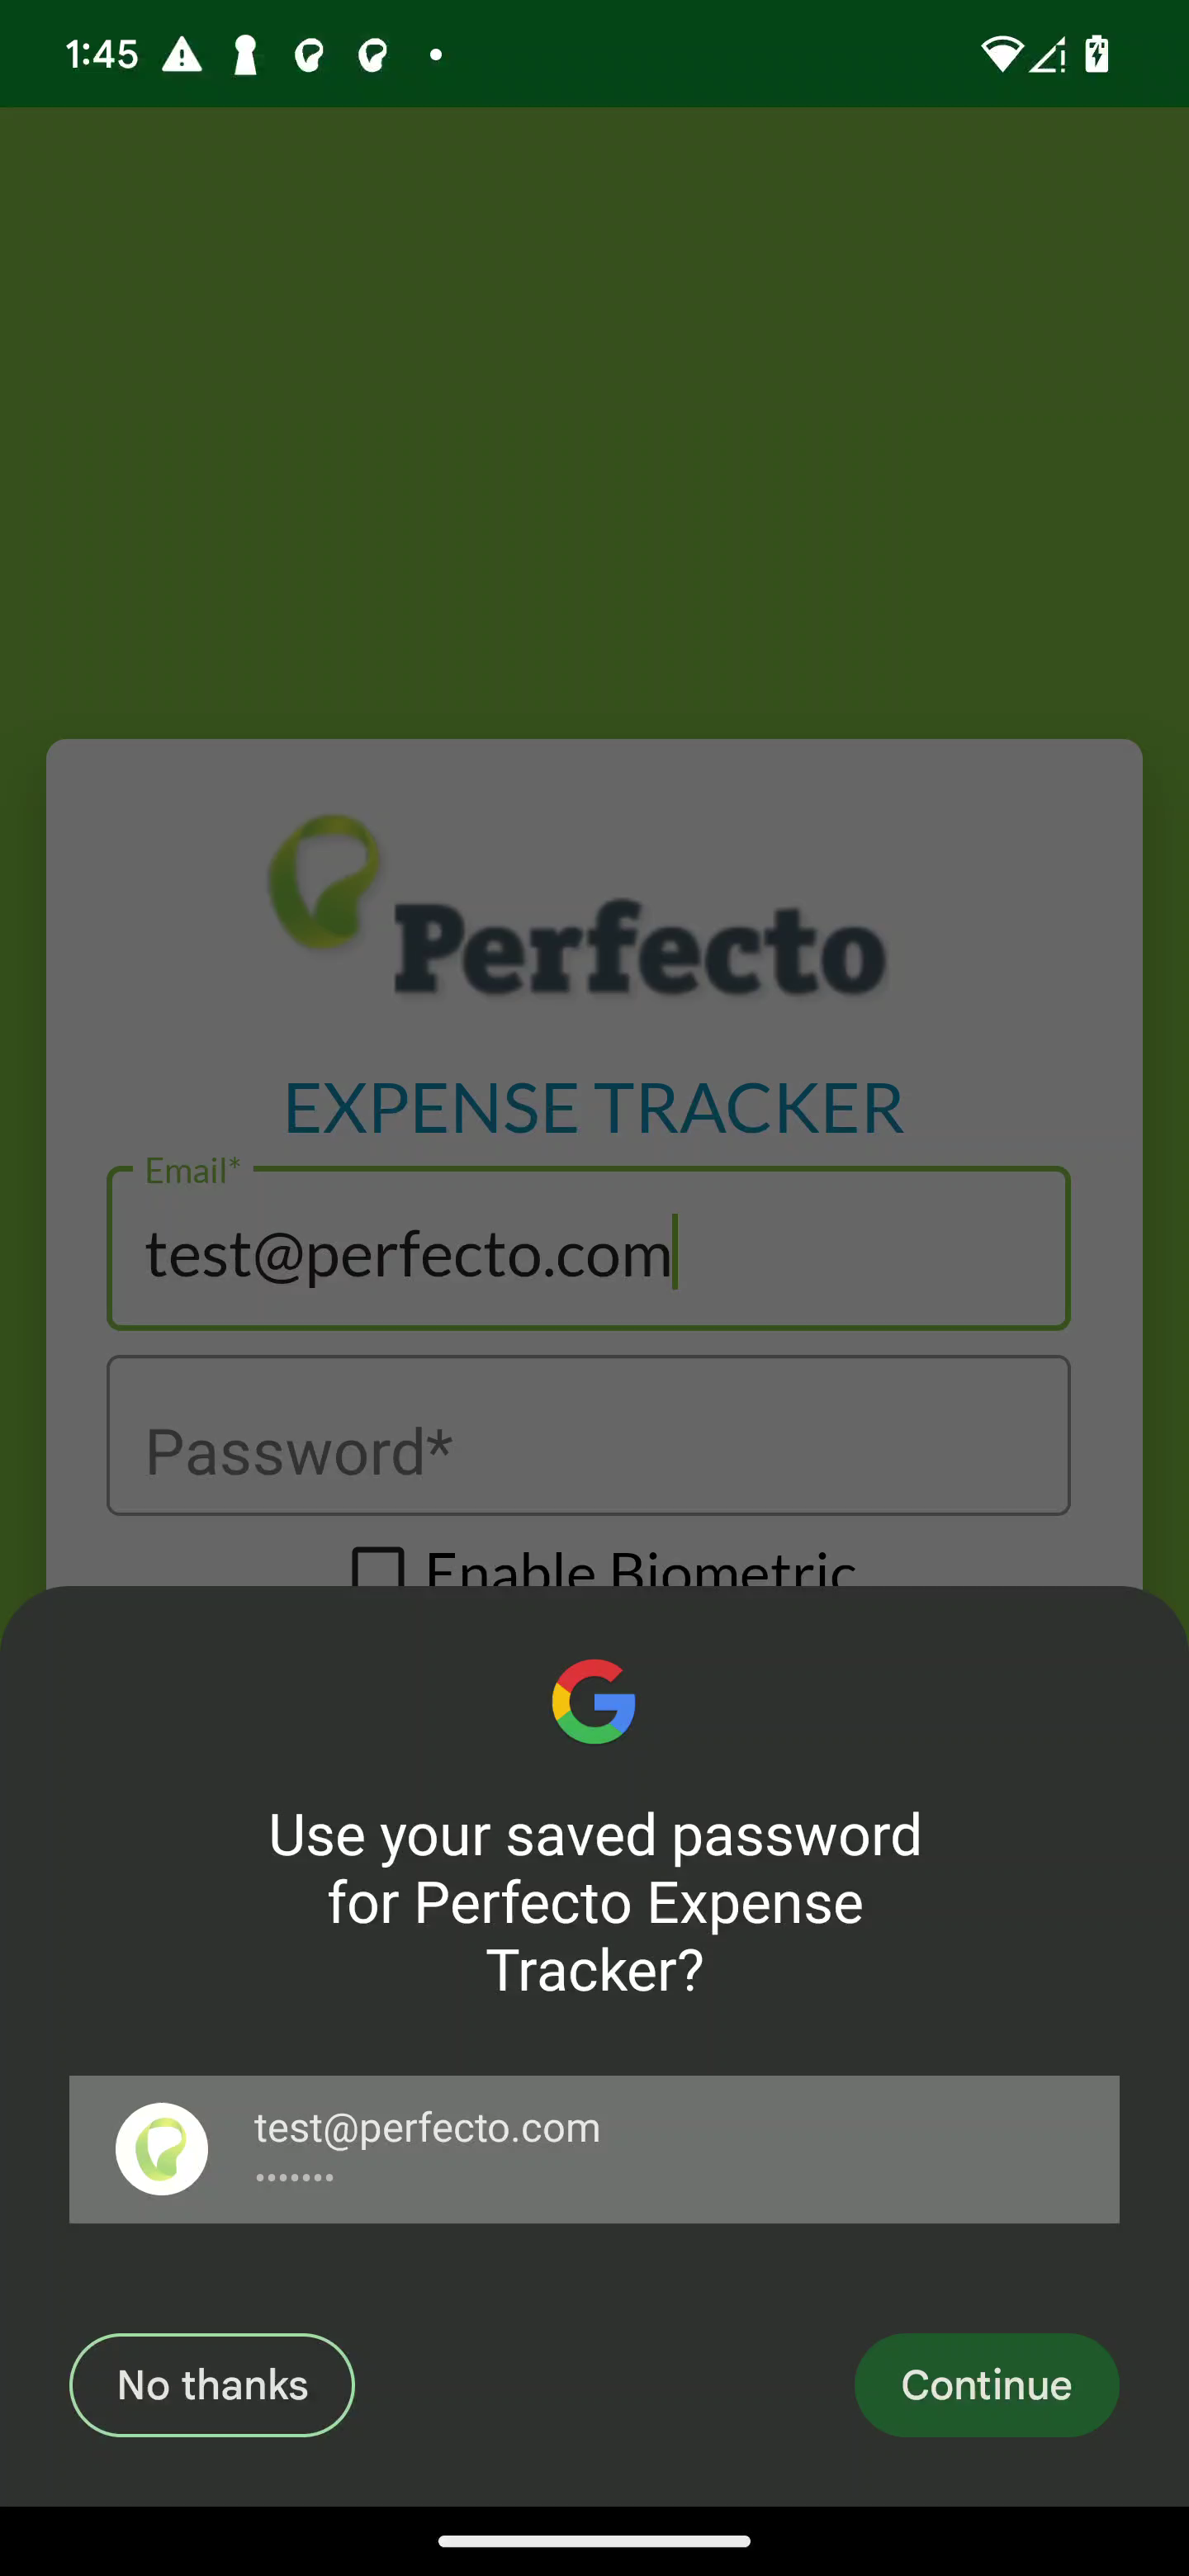 1:45
Perfecto
EXPENSE TRACKER
Email*
test@perfecto.com
Password*
Enable Biometric
Use your saved password
for Perfecto Expense
Tracker?
test@perfecto.com
•••••••
No thanks
Continue